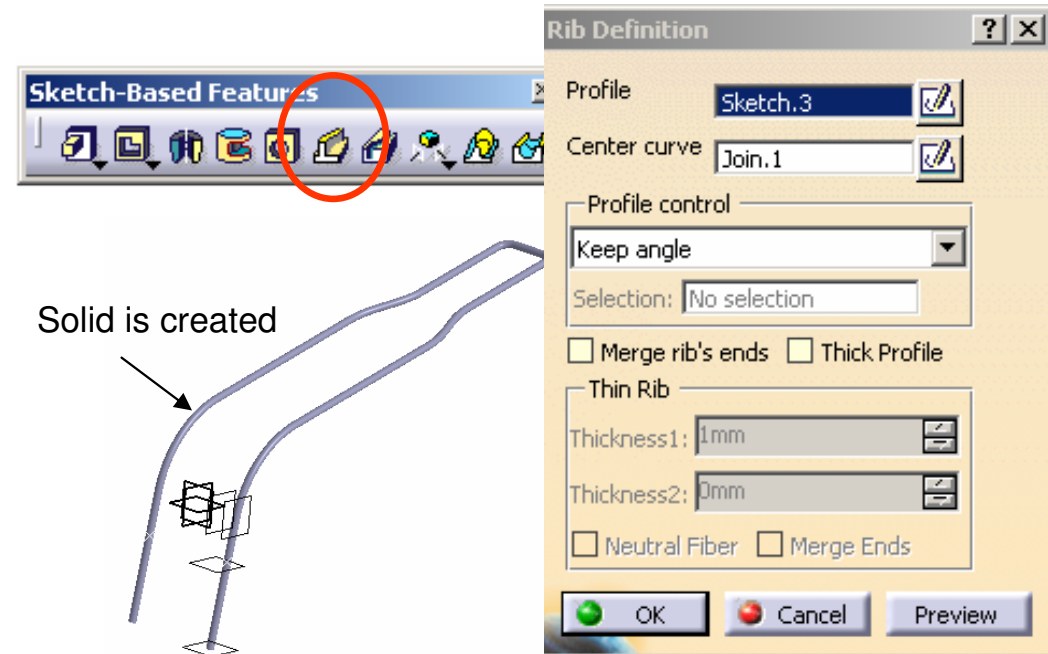 Sketch-Based Features
Solid is created
Rib Definition
Profile
Sketch.3
Center curve
Join.1
Profile control
Keep angle
Selection: No selection
Merge rib's ends Thick Profile
Thin Rib
Thickness1: 1mm
Thickness2: 0mm
Neutral Fiber Merge Ends
OK Cancel Preview